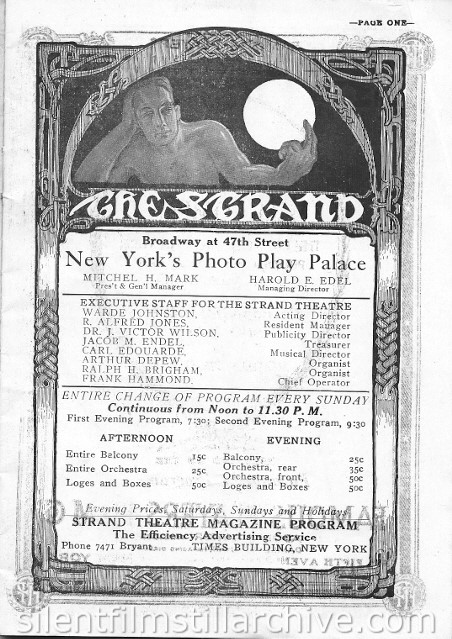 —PAGE ONE—
THE STRAND
Broadway at 47th Street
New York's Photo Play Palace
MITCHEL H. MARK HAROLD E. EDEL
Pres't & Gen'l Manager Managing Director
EXECUTIVE STAFF FOR THE STRAND THEATRE
WARDE JOHNSTON, Acting Director
R. ALFRED JONES, Resident Manager
DR. J. VICTOR WILSON, Publicity Director
JACOB M. ENDEL, Treasurer
CARL EDOUARDE, Musical Director
ARTHUR DEPEW, Organist
RALPH H. BRIGHAM, Organist
FRANK HAMMOND, Chief Operator
ENTIRE CHANGE OF PROGRAM EVERY SUNDAY
Continuous from Noon to 11.30 P. M.
First Evening Program, 7:30; Second Evening Program, 9:30
AFTERNOON EVENING
Entire Balcony 15c Balcony, 25c
Entire Orchestra 25c Orchestra, rear 35c
Orchestra, front, 50c
Loges and Boxes 50c Loges and Boxes 50c
Evening Prices, Saturdays, Sundays and Holidays
STRAND THEATRE MAGAZINE PROGRAM
The Efficiency Advertising Service
Phone 7471 Bryant. TIMES BUILDING, NEW YORK
silentfilmstillarchive.com